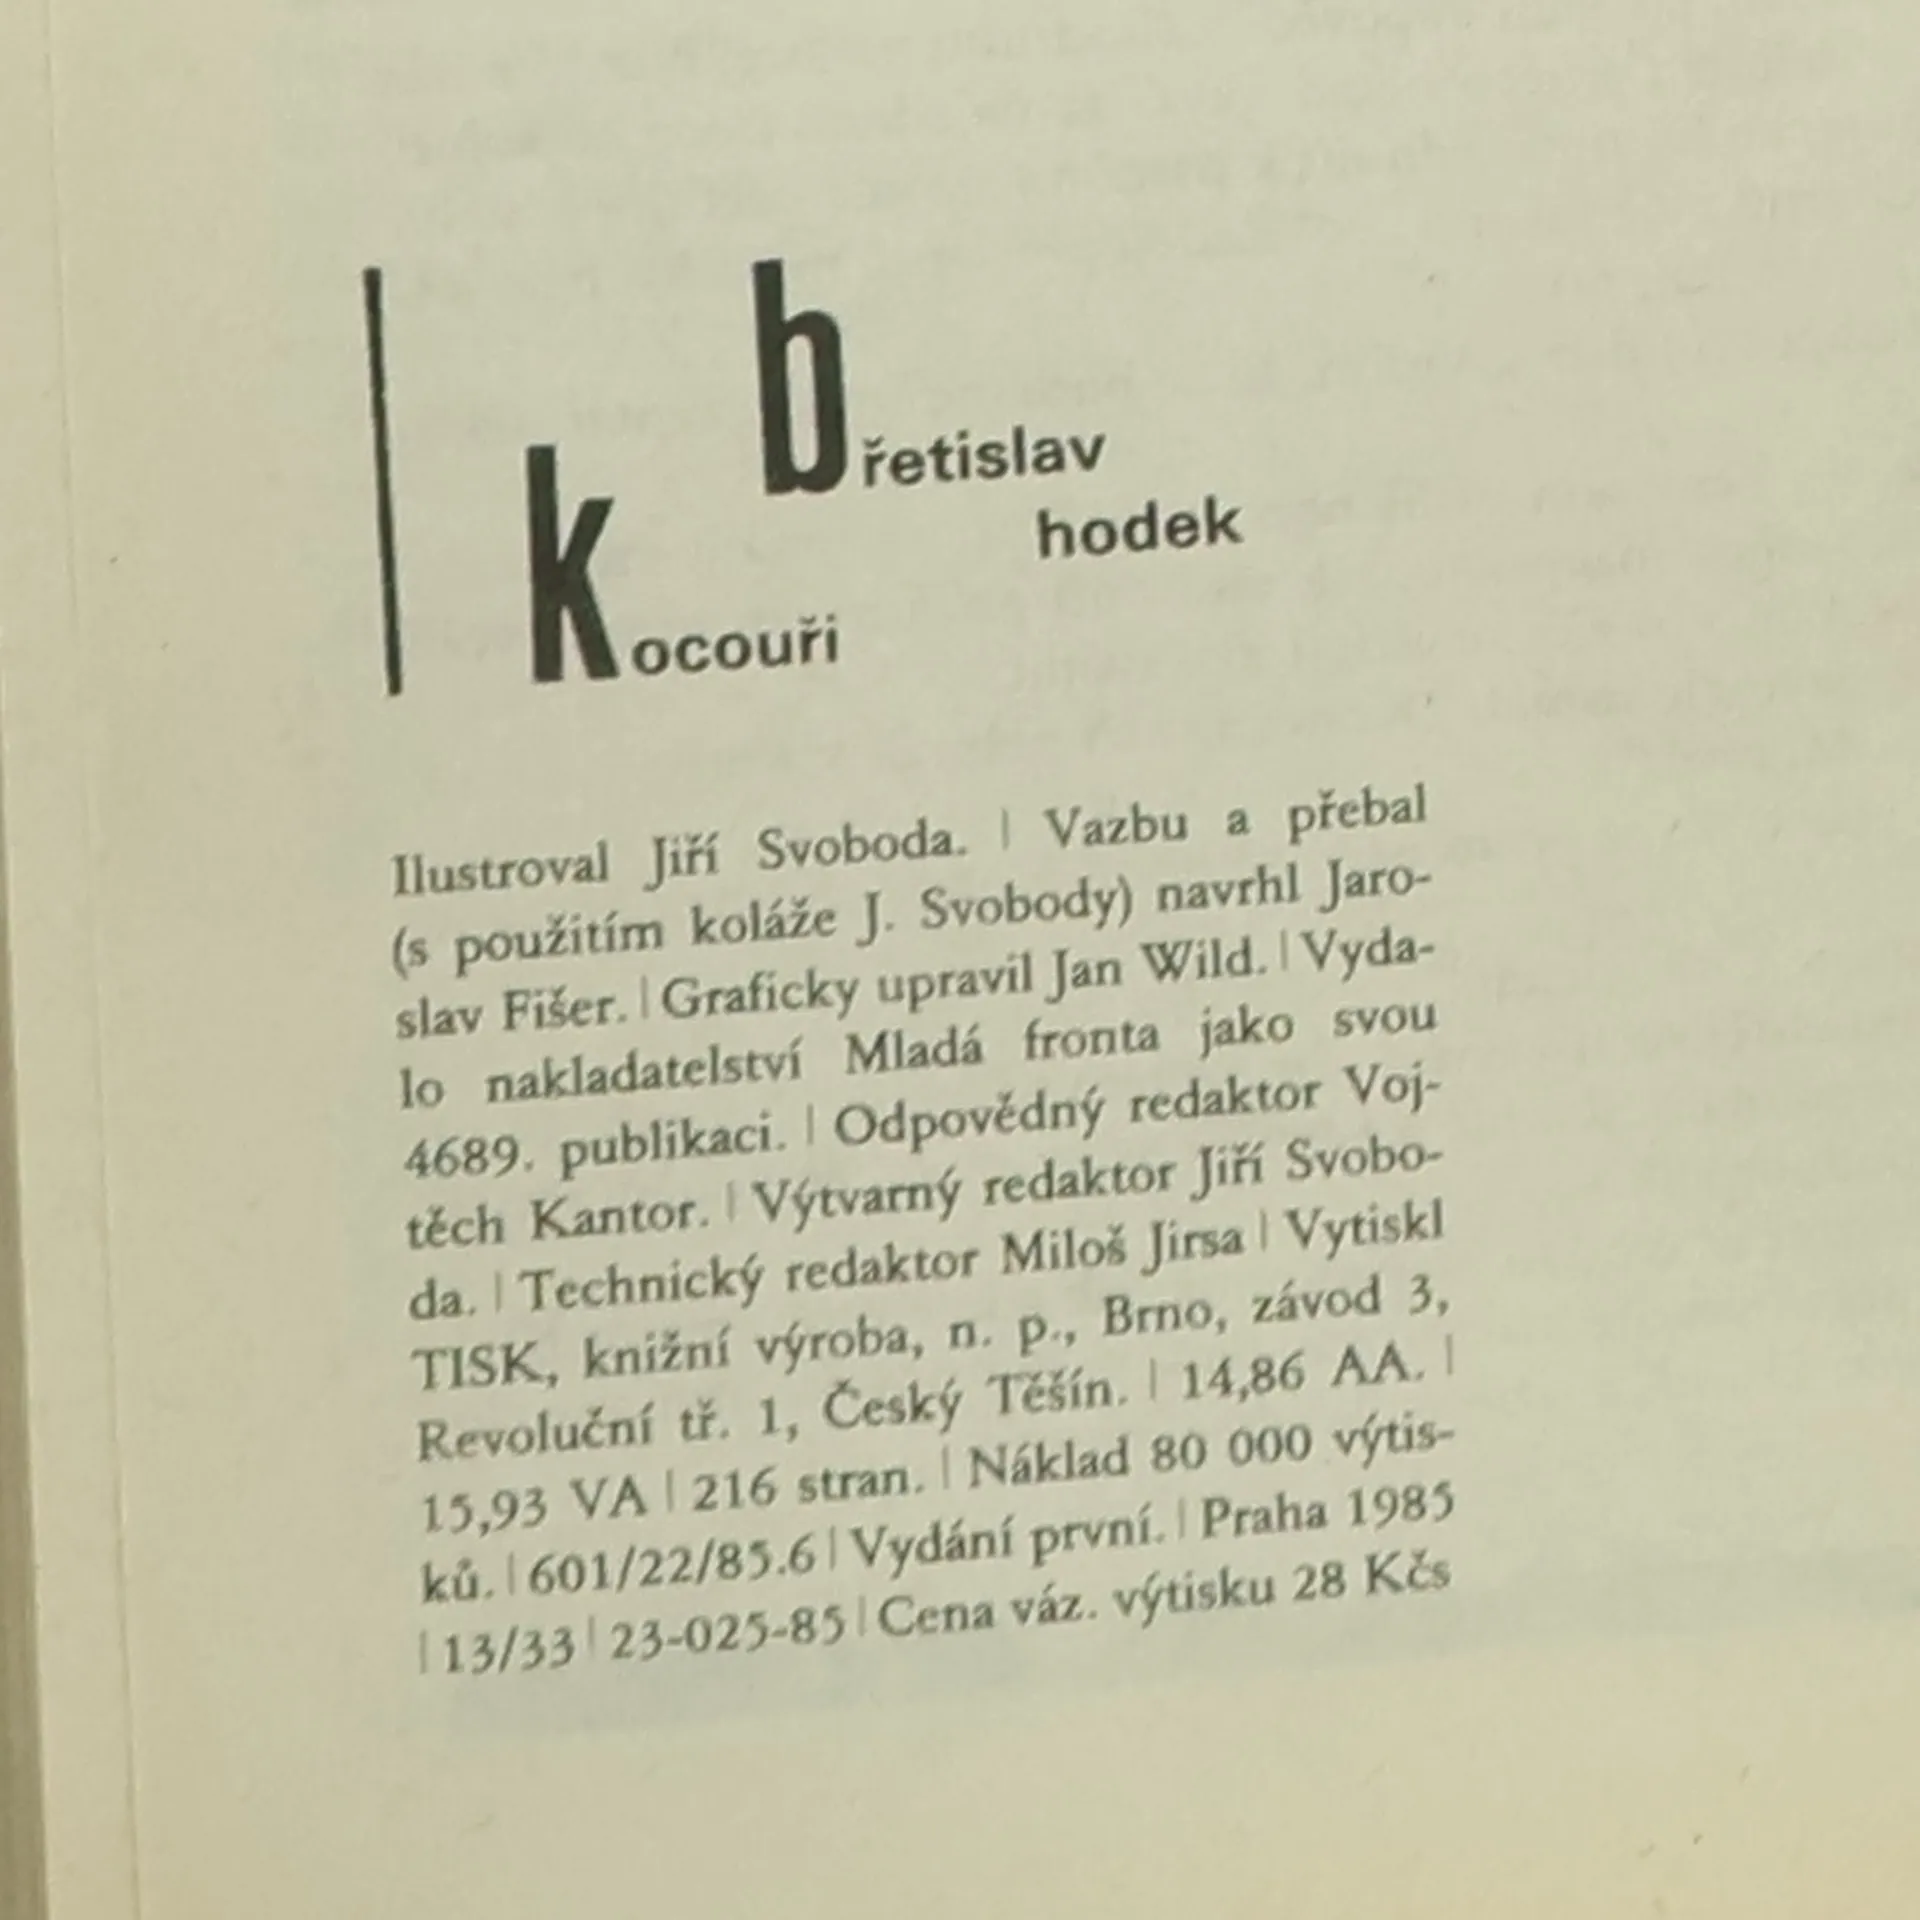 břetislav
hodek
kocouři
Ilustroval Jiří Svoboda. | Vazbu a přebal
(s použitím koláže J. Svobody) navrhl Jaro-
slav Fišer. | Graficky upravil Jan Wild. | Vyda-
lo nakladatelství Mladá fronta jako svou
4689. publikaci. | Odpovědný redaktor Voj-
těch Kantor. | Výtvarný redaktor Jiří Svobo-
da. | Technický redaktor Miloš Jirsa | Vytiskl
TISK, knižní výroba, n. p., Brno, závod 3,
Revoluční tř. 1, Český Těšín. | 14,86 AA. |
15,93 VA | 216 stran. | Náklad 80 000 výtis-
ků. | 601/22/85.6 | Vydání první. | Praha 1985
| 13/33 | 23-025-85 | Cena váz. výtisku 28 Kčs